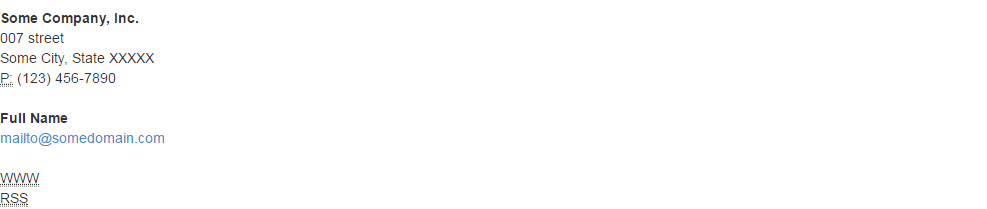 Some Company, Inc.
007 street
Some City, State XXXXX
P: (123) 456-7890
Full Name
mailto@somedomain.com
WWW
RSS